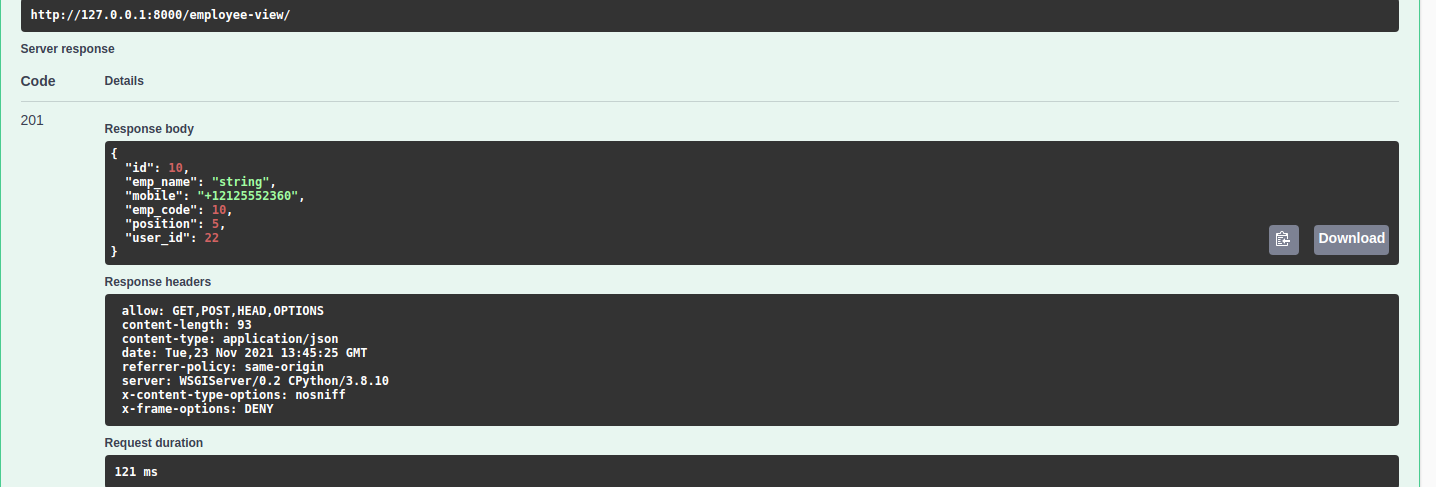 http://127.0.0.1:8000/employee-view/
Server response
Code Details
201
Response body
{
"id": 10,
"emp_name": "string",
"mobile": "+12125552360",
"emp_code": 10,
"position": 5,
"user_id": 22
}
Download
Response headers
allow: GET,POST,HEAD,OPTIONS
content-length: 93
content-type: application/json
date: Tue,23 Nov 2021 13:45:25 GMT
referrer-policy: same-origin
server: WSGIServer/0.2 CPython/3.8.10
x-content-type-options: nosniff
x-frame-options: DENY
Request duration
121 ms